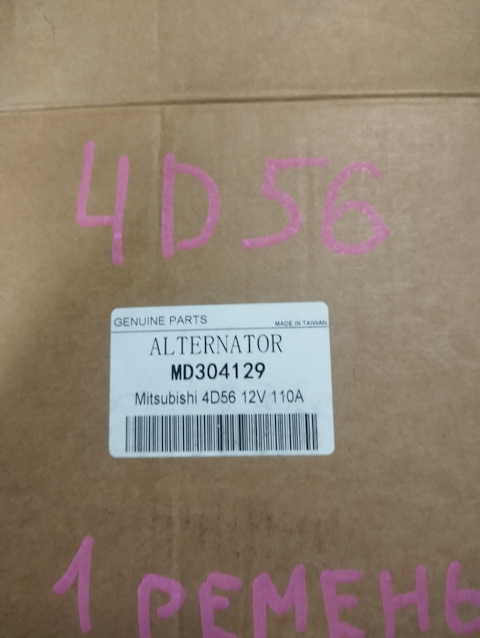 4D56
GENUINE PARTS
MADE IN TAIWAN
ALTERNATOR
MD304129
Mitsubishi 4D56 12V 110A
1 РЕМЕНЬ